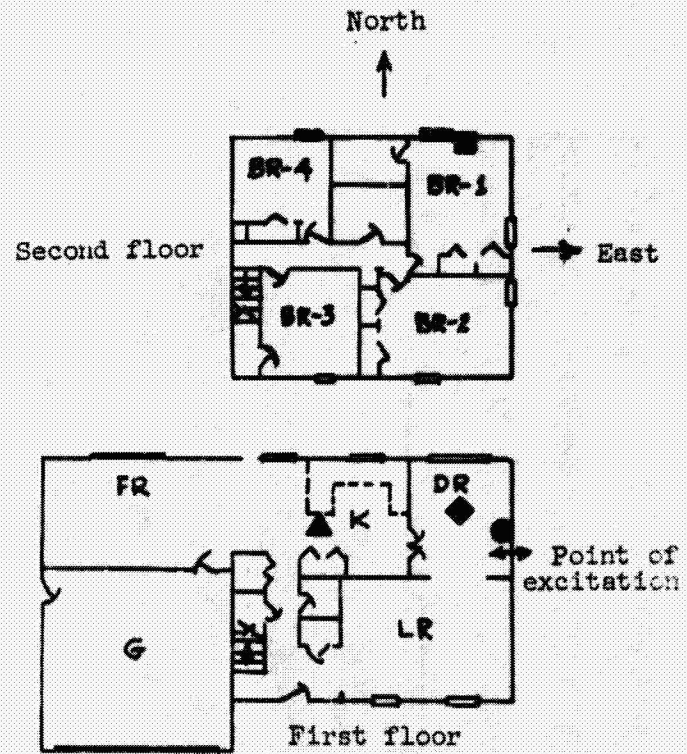 North
BR-4
BR-1
Second floor
East
BR-3
BR-2
FR
DR
K
Point of
excitation
G
LR
First floor